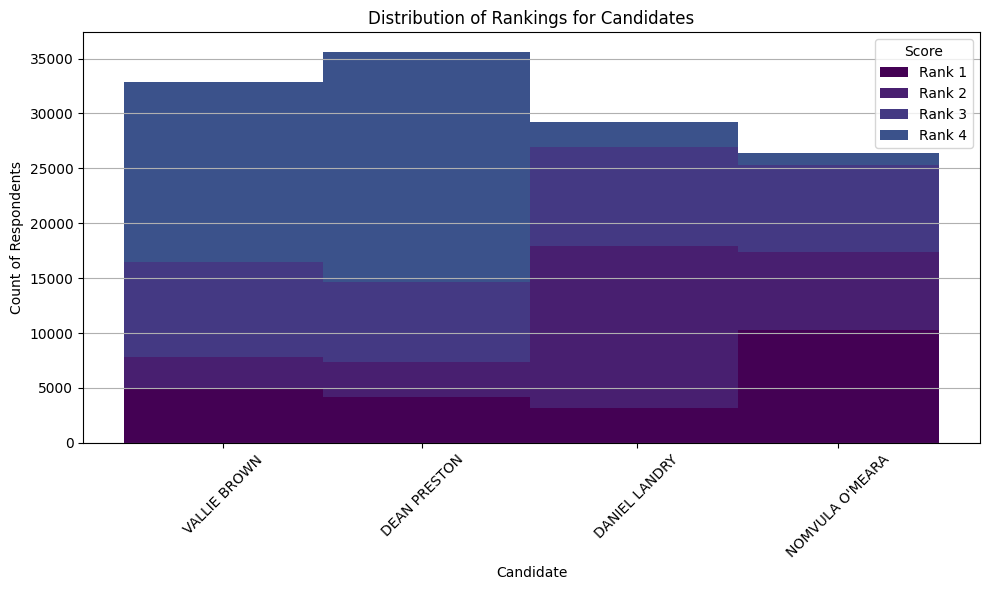 Distribution of Rankings for Candidates
Score
Rank 1
Rank 2
Rank 3
Rank 4
Count of Respondents
35000
30000
25000
20000
15000
10000
5000
0
VALLIE BROWN
DEAN PRESTON
DANIEL LANDRY
NOMVULA O'MEARA
Candidate